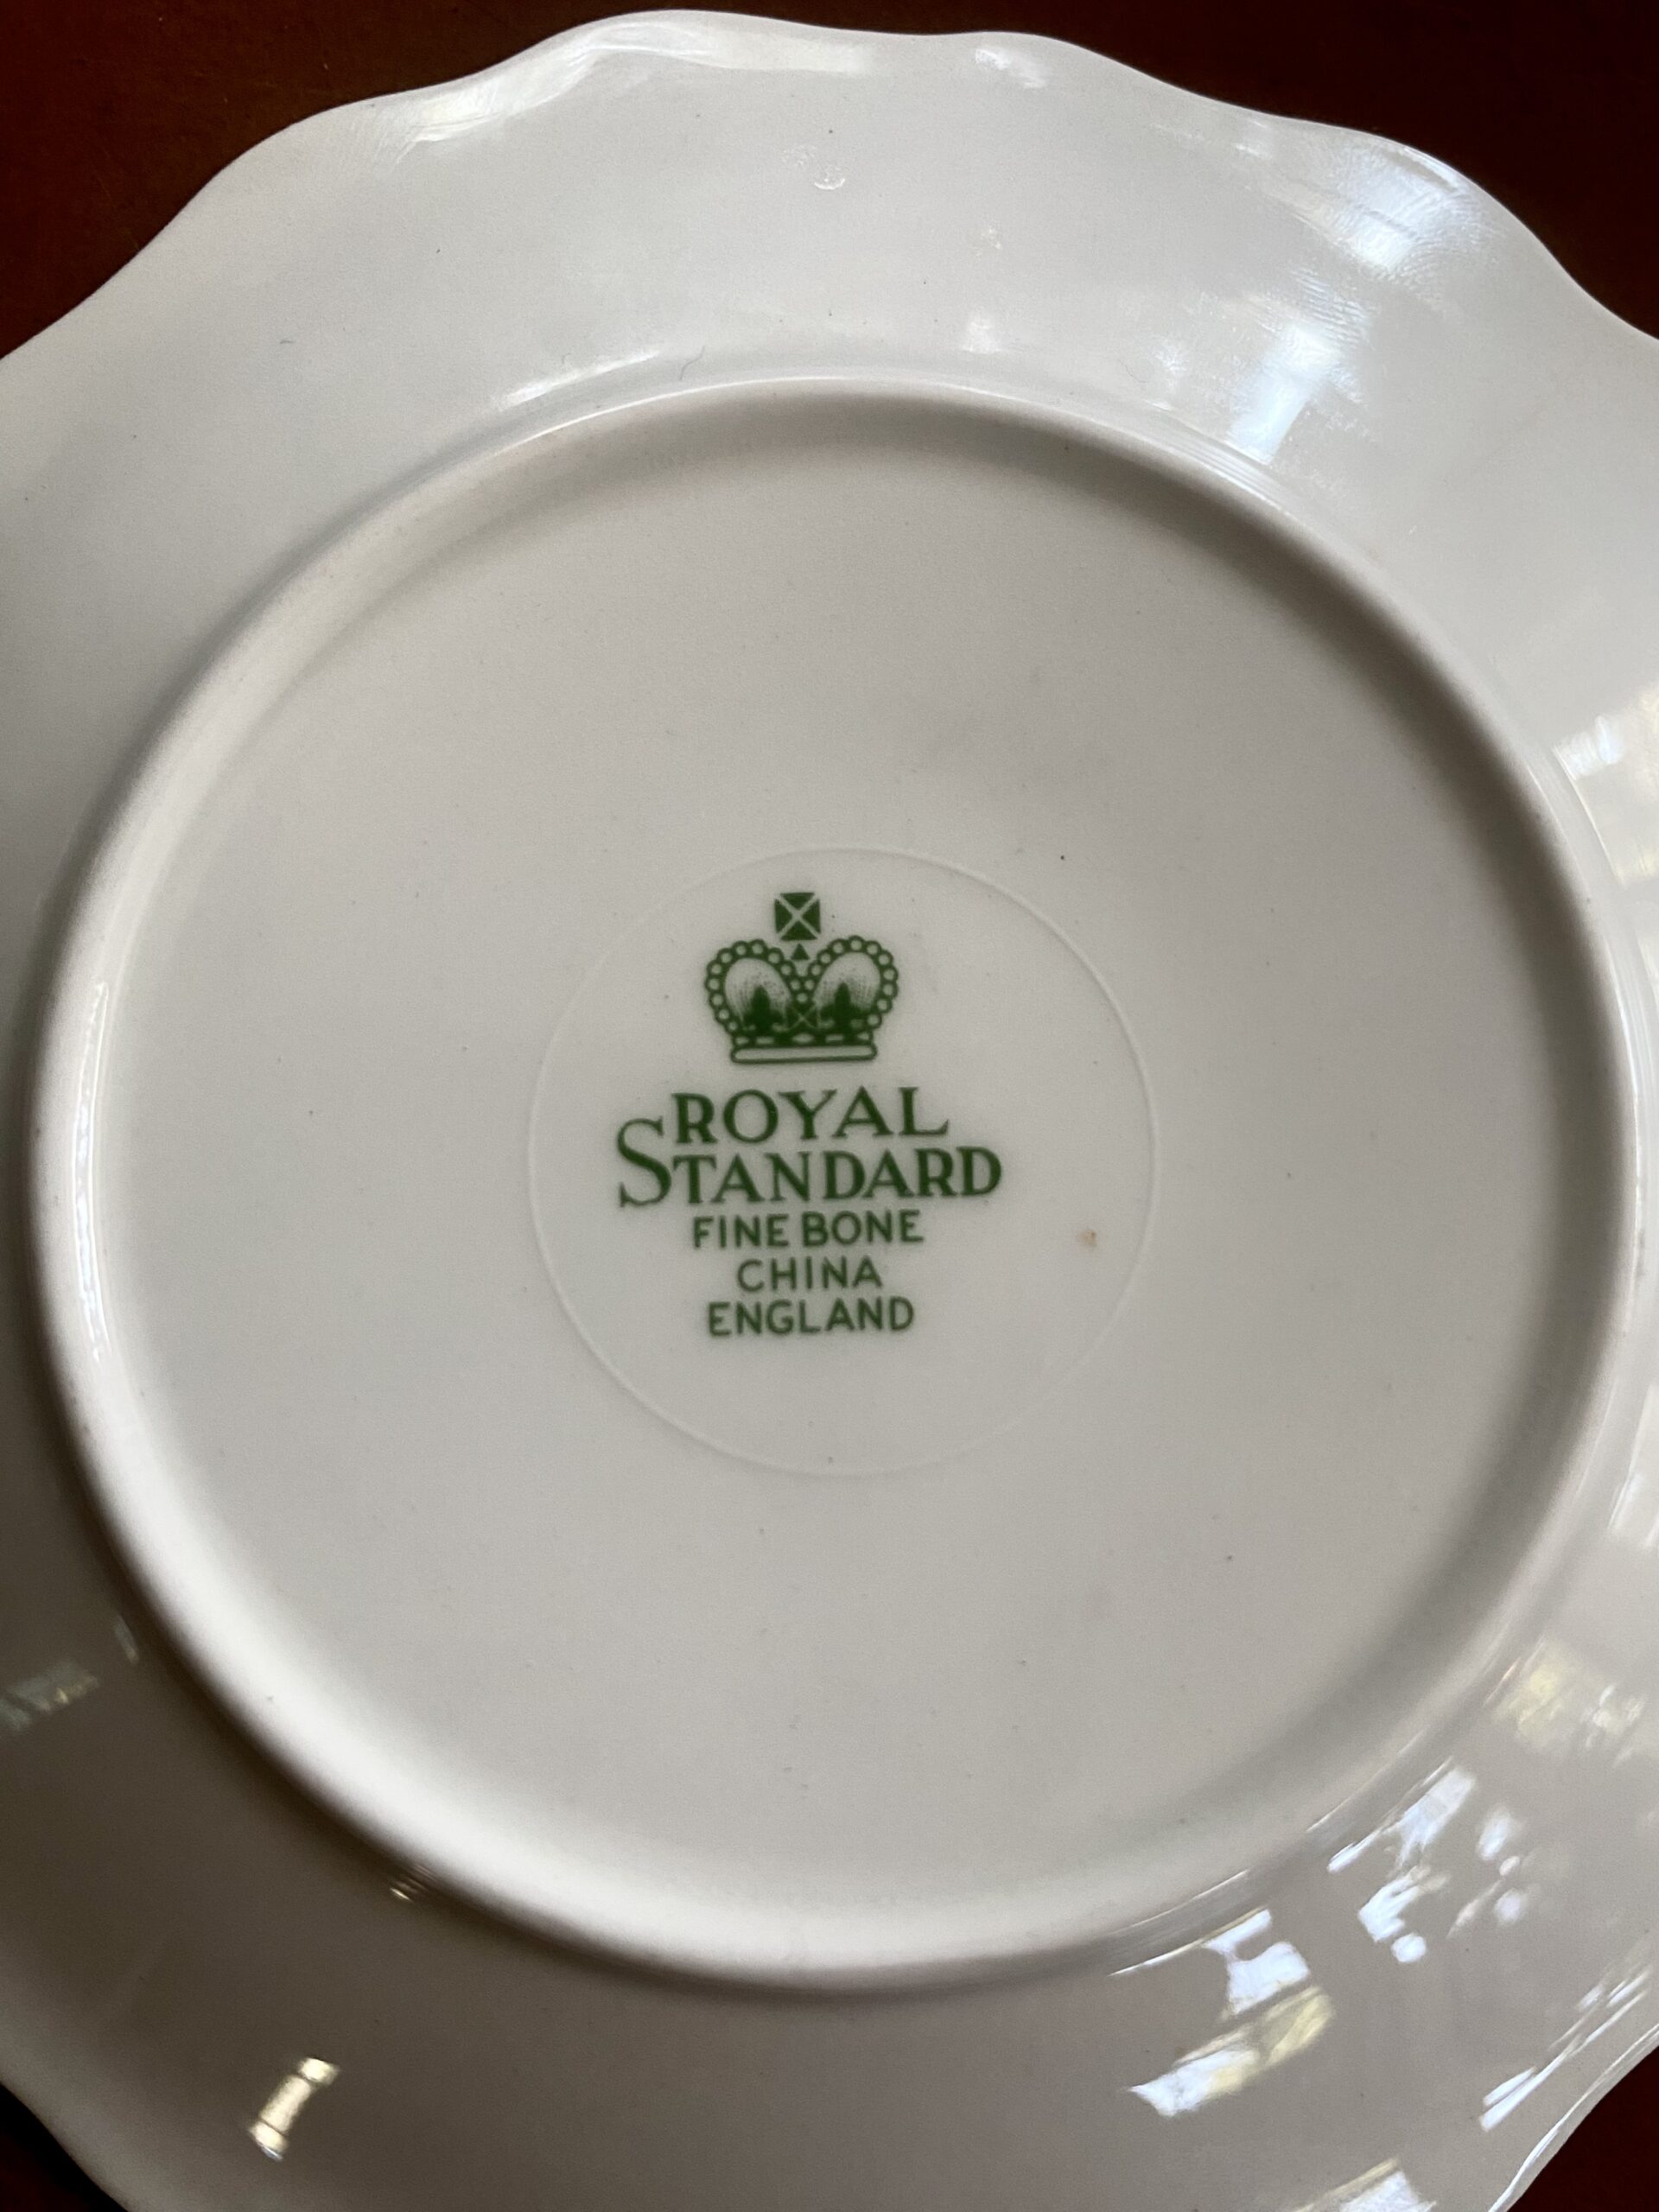 ROYAL
STANDARD
FINE BONE
CHINA
ENGLAND